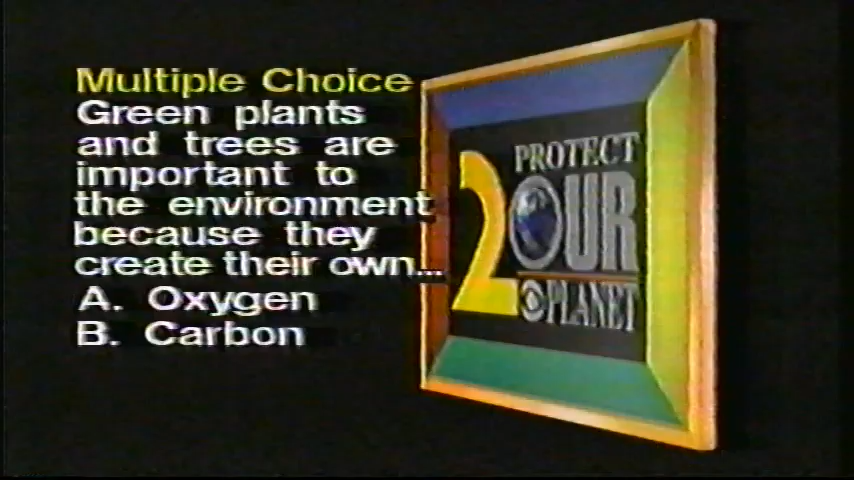 Multiple Choice
Green plants
and trees are
important to
the environment
because they
create their own...
A. Oxygen
B. Carbon
2
PROTECT
OUR
PLANET